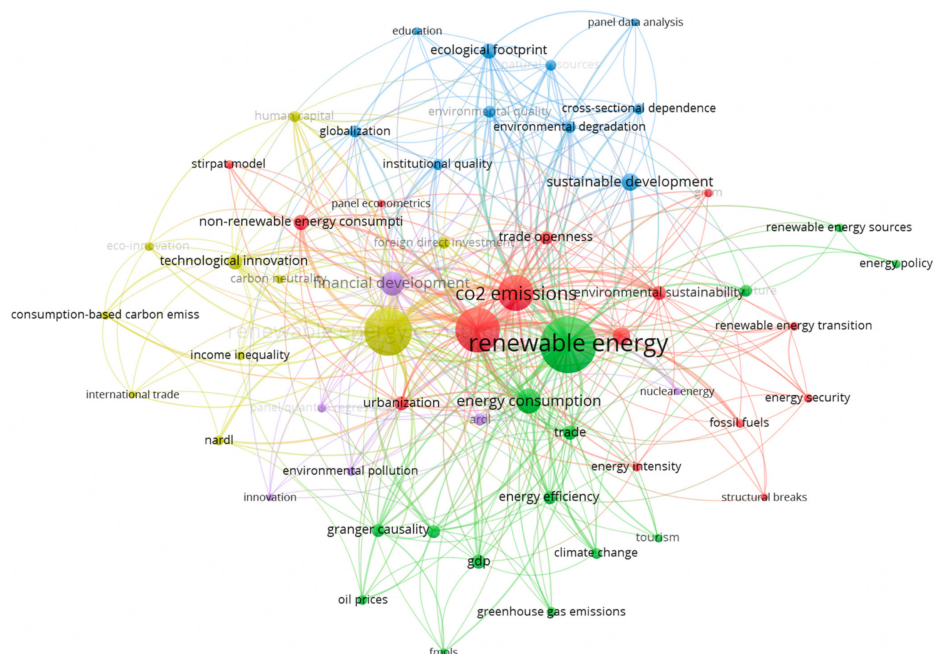 panel data analysis
education
ecological footprint
natural resources
cross-sectional dependence
environmental quality
human capital
environmental degradation
globalization
institutional quality
stirpat model
sustainable development
gmm
panel econometrics
non-renewable energy consumpti
renewable energy sources
trade openness
foreign direct investment
eco-innovation
technological innovation
energy policy
carbon neutrality
financial development
co2 emissions
environmental sustainability
consumption-based carbon emiss
renewable energy transition
renewable energy
income inequality
international trade
nuclear energy
energy security
urbanization
energy consumption
ardl
fossil fuels
trade
nardl
energy intensity
environmental pollution
innovation
energy efficiency
structural breaks
granger causality
tourism
climate change
gdp
oil prices
greenhouse gas emissions
fmols